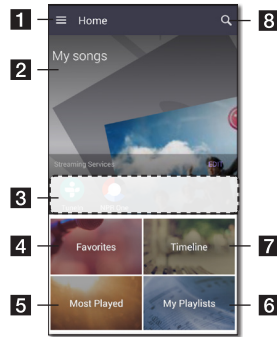 1 Home 8
2 My songs
Streaming Services EDIT
3
4 Favorites Timeline 7
5 Most Played My Playlists 6